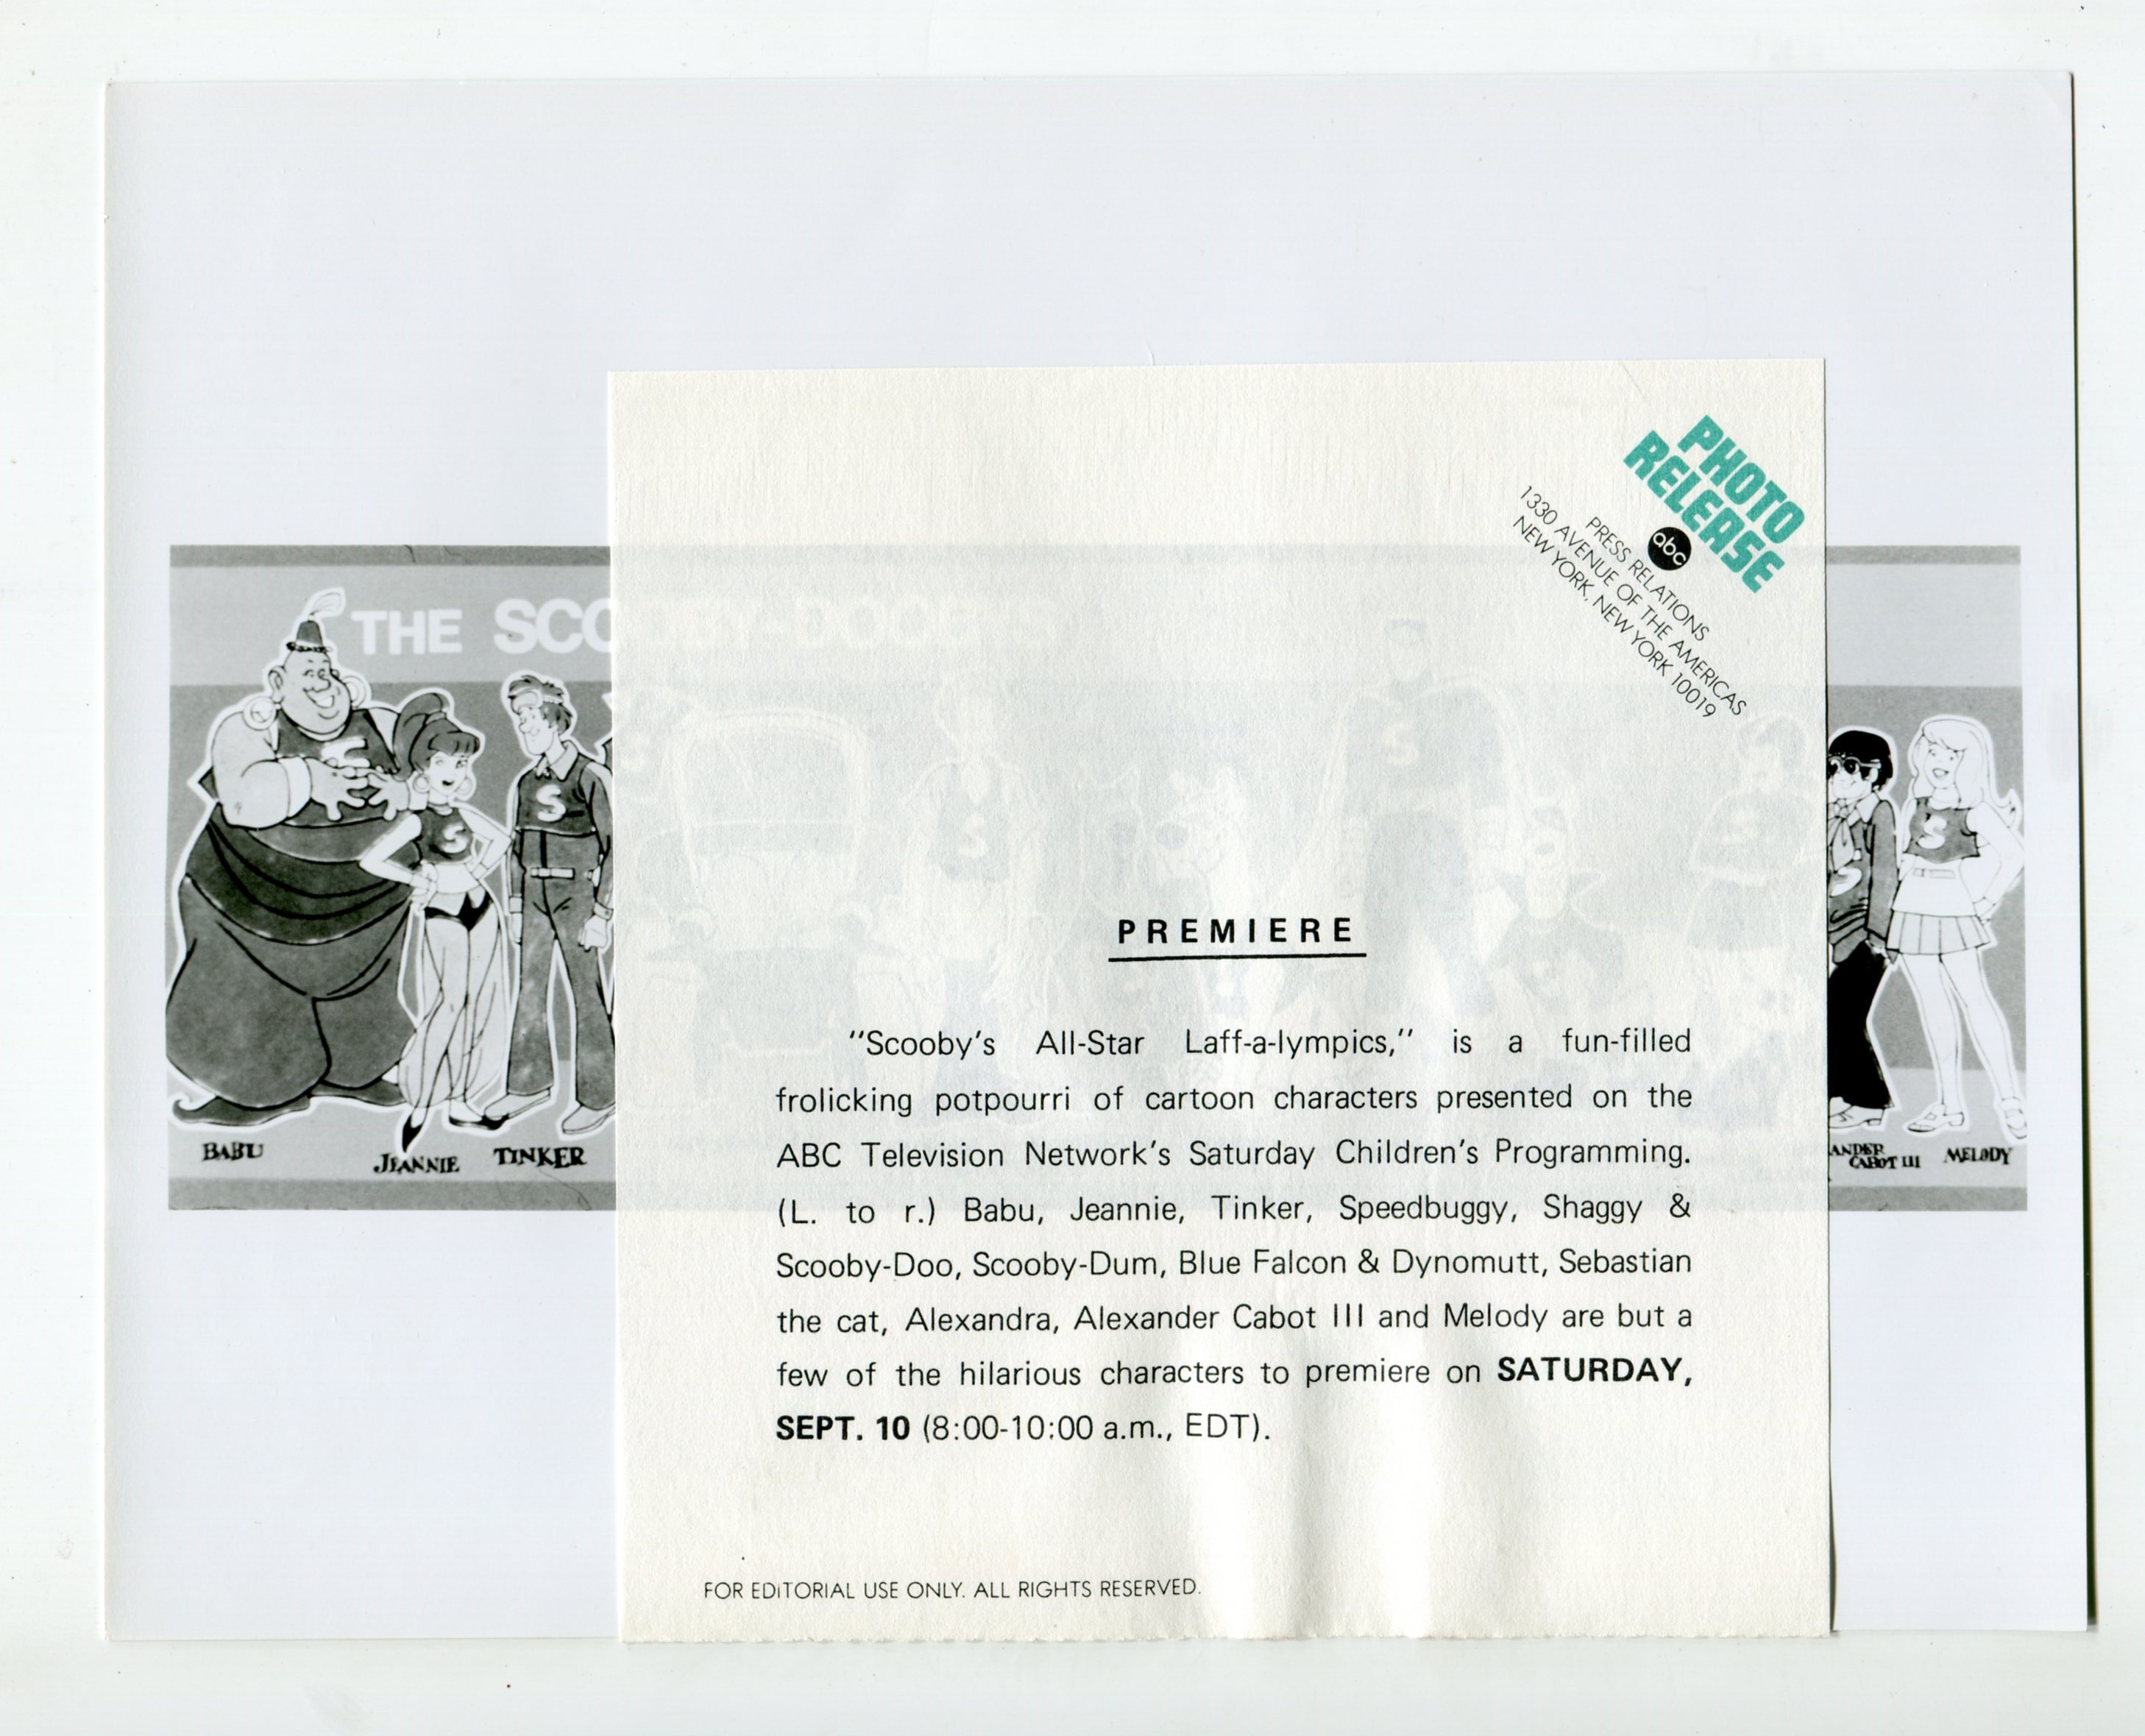 PHOTO
RELEASE
abc
PRESS RELATIONS
1330 AVENUE OF THE AMERICAS
NEW YORK, NEW YORK 10019
THE SCOOBY-DOO
BABU
JEANNIE
TINKER
CABOT III
MELODY
PREMIERE
"Scooby's All-Star Laff-a-lympics," is a fun-filled
frolicking potpourri of cartoon characters presented on the
ABC Television Network's Saturday Children's Programming.
(L. to r.) Babu, Jeannie, Tinker, Speedbuggy, Shaggy &
Scooby-Doo, Scooby-Dum, Blue Falcon & Dynomutt, Sebastian
the cat, Alexandra, Alexander Cabot III and Melody are but a
few of the hilarious characters to premiere on SATURDAY,
SEPT. 10 (8:00-10:00 a.m., EDT).
FOR EDITORIAL USE ONLY. ALL RIGHTS RESERVED.